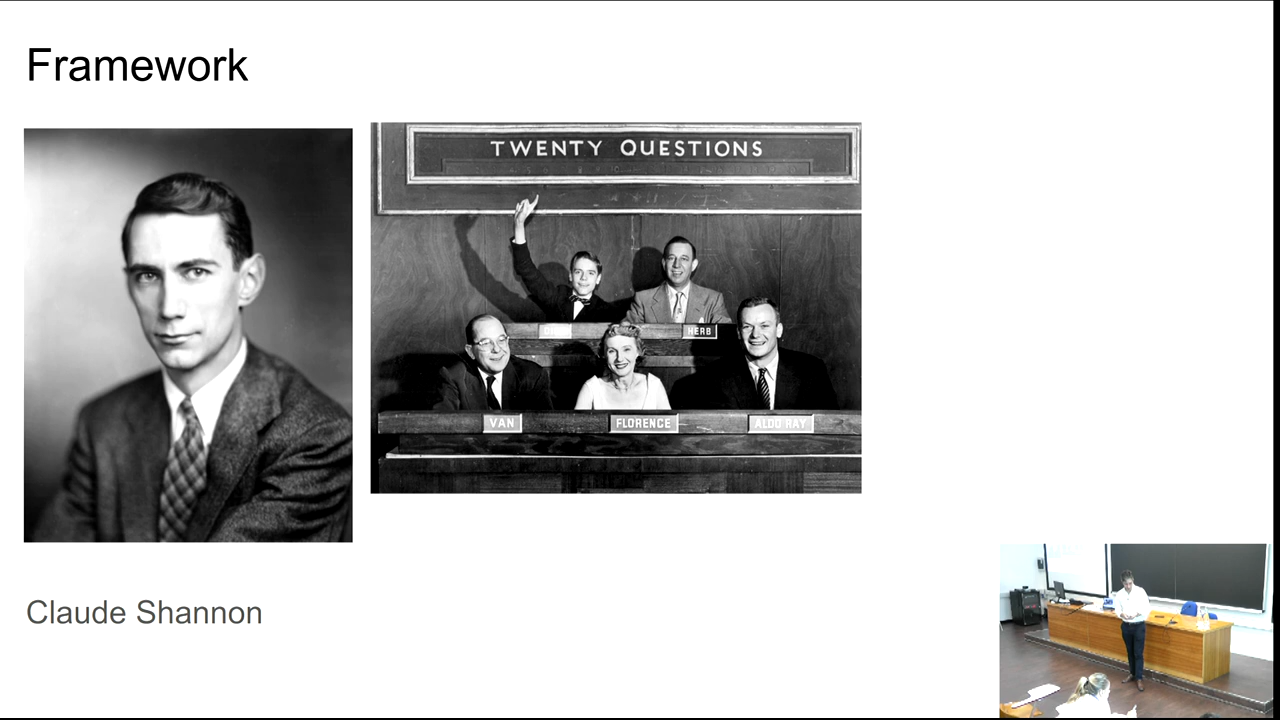 Framework
TWENTY QUESTIONS
HERB
VAN
FLORENCE
ALDO RAY
Claude Shannon